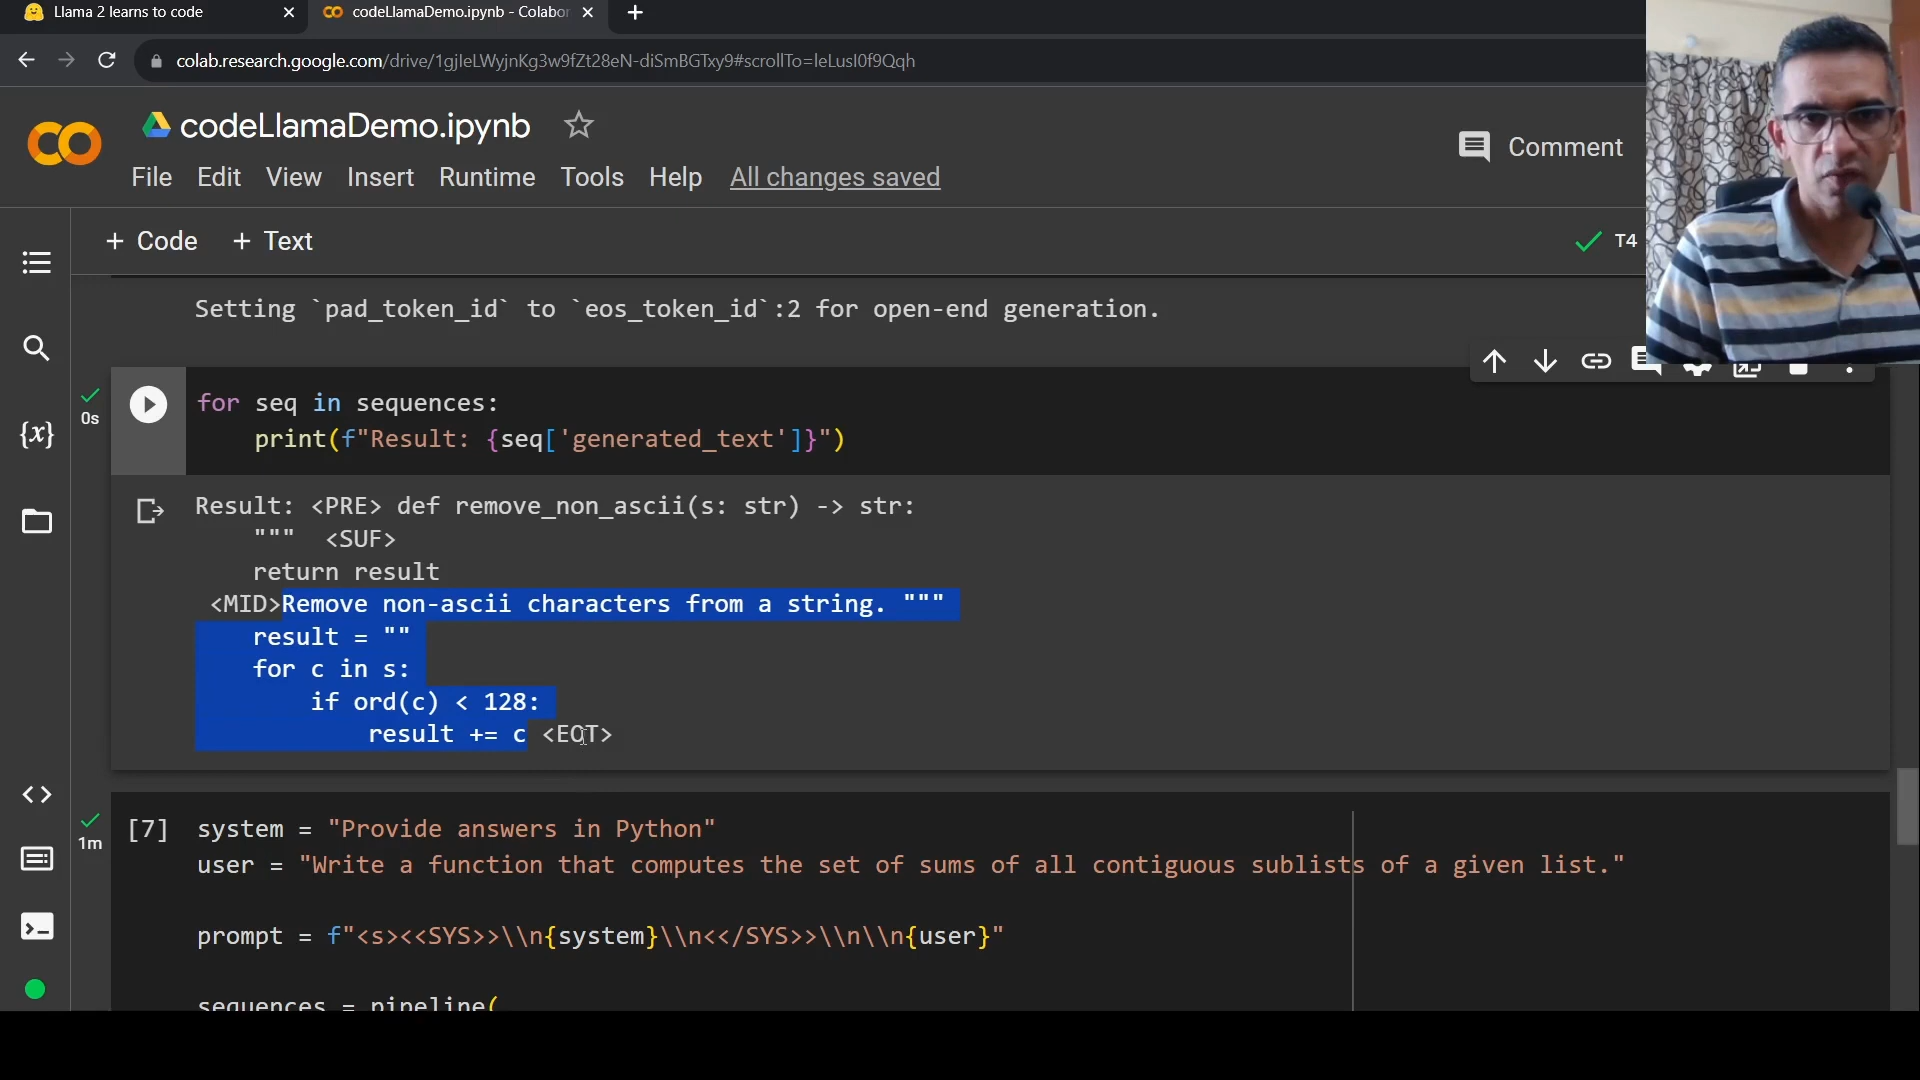 Llama 2 learns to code
codeLlamaDemo.ipynb - Colabor
colab.research.google.com/drive/1gjIeLWyjnKg3w9fZt28eN-diSmBGTxy9#scrollTo=leLusI0f9Qqh
codeLlamaDemo.ipynb
Comment
File Edit View Insert Runtime Tools Help All changes saved
+ Code + Text
T4
Setting `pad_token_id` to `eos_token_id`:2 for open-end generation.
0s
for seq in sequences:
    print(f"Result: {seq['generated_text']}")
Result: <PRE> def remove_non_ascii(s: str) -> str:
    """  <SUF>
    return result
 <MID>Remove non-ascii characters from a string. """
    result = ""
    for c in s:
        if ord(c) < 128:
            result += c <EOT>
{x}
1m
[7] system = "Provide answers in Python"
user = "Write a function that computes the set of sums of all contiguous sublists of a given list."
prompt = f"<s><<SYS>>\\n{system}\\n<</SYS>>\\n\\n{user}"
sequences = pipeline(